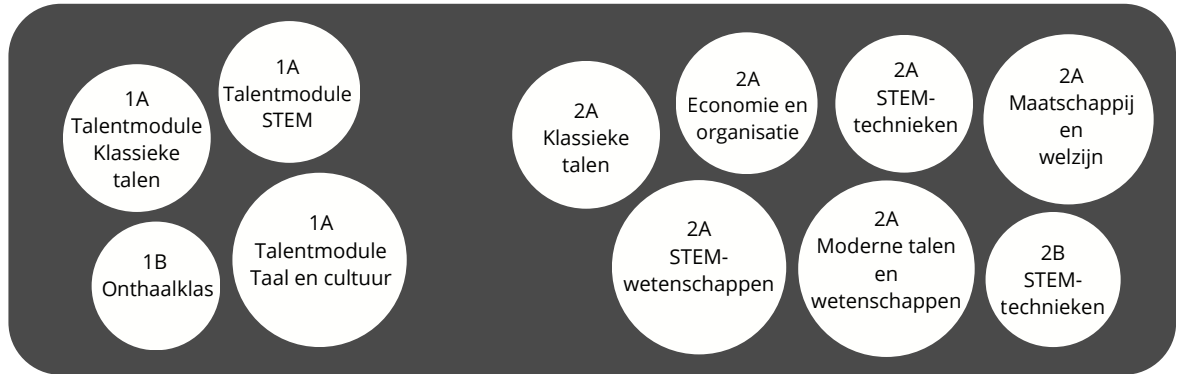 1A
Talentmodule
Klassieke
talen
1A
Talentmodule
STEM
1B
Onthaalklas
1A
Talentmodule
Taal en cultuur
2A
Klassieke
talen
2A
Economie en
organisatie
2A
STEM-
technieken
2A
Maatschappij
en
welzijn
2A
STEM-
wetenschappen
2A
Moderne talen
en
wetenschappen
2B
STEM-
technieken